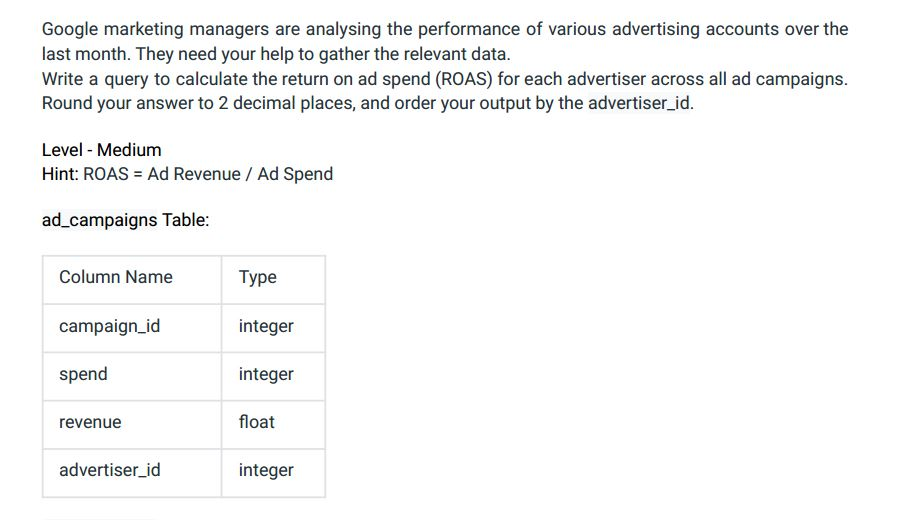 Google marketing managers are analysing the performance of various advertising accounts over the
last month. They need your help to gather the relevant data.
Write a query to calculate the return on ad spend (ROAS) for each advertiser across all ad campaigns.
Round your answer to 2 decimal places, and order your output by the advertiser_id.
Level - Medium
Hint: ROAS = Ad Revenue / Ad Spend
ad_campaigns Table:
Column Name Type
campaign_id integer
spend integer
revenue float
advertiser_id integer